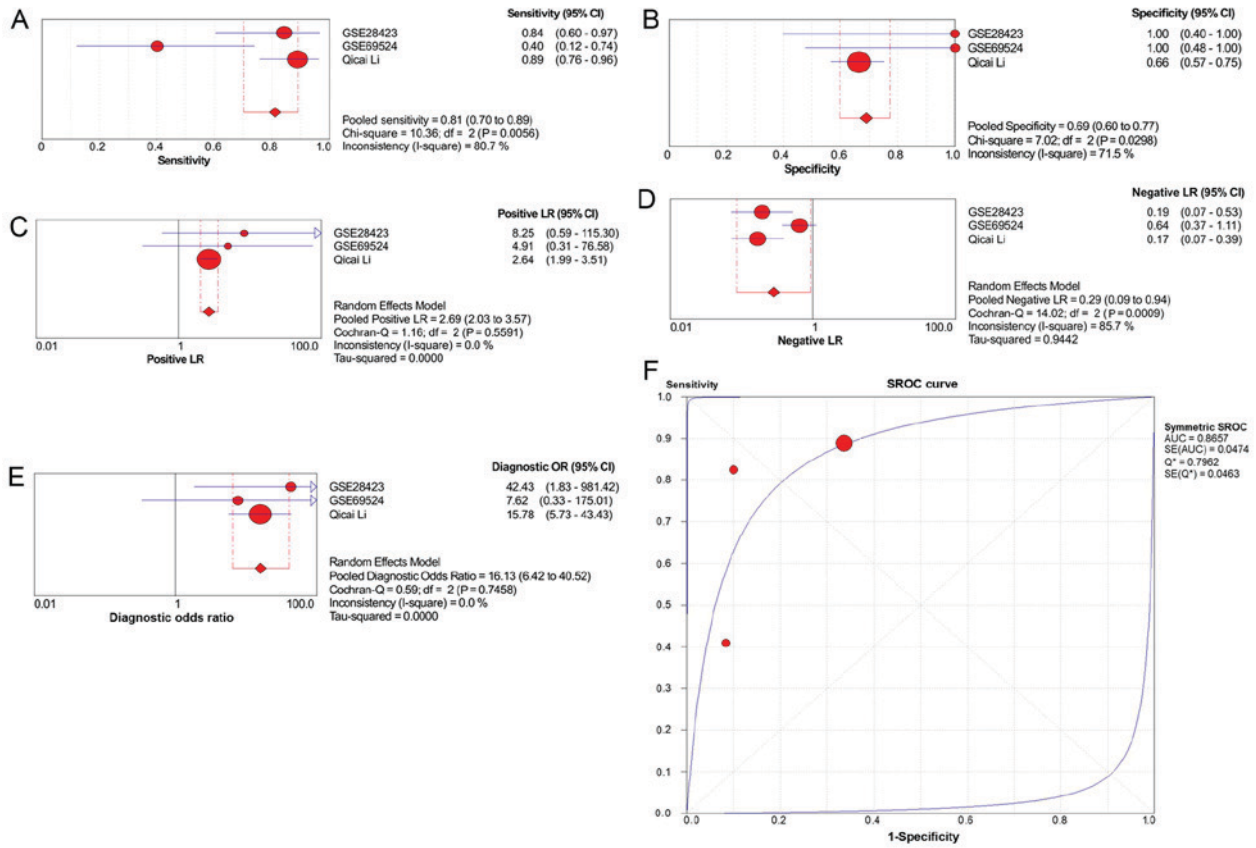 A
Sensitivity (95% CI)
GSE28423 0.84 (0.60 - 0.97)
GSE69524 0.40 (0.12 - 0.74)
Qicai Li 0.89 (0.76 - 0.96)
Pooled sensitivity = 0.81 (0.70 to 0.89)
Chi-square = 10.36; df = 2 (P = 0.0056)
Inconsistency (I-square) = 80.7 %
0 0.2 0.4 0.6 0.8 1.0
Sensitivity
B
Specificity (95% CI)
GSE28423 1.00 (0.40 - 1.00)
GSE69524 1.00 (0.48 - 1.00)
Qicai Li 0.66 (0.57 - 0.75)
Pooled Specificity = 0.69 (0.60 to 0.77)
Chi-square = 7.02; df = 2 (P = 0.0298)
Inconsistency (I-square) = 71.5 %
0 0.2 0.4 0.6 0.8 1.0
Specificity
C
Positive LR (95% CI)
GSE28423 8.25 (0.59 - 115.30)
GSE69524 4.91 (0.31 - 76.58)
Qicai Li 2.64 (1.99 - 3.51)
Random Effects Model
Pooled Positive LR = 2.69 (2.03 to 3.57)
Cochran-Q = 1.16; df = 2 (P = 0.5591)
Inconsistency (I-square) = 0.0 %
Tau-squared = 0.0000
0.01 1 100.0
Positive LR
D
Negative LR (95% CI)
GSE28423 0.19 (0.07 - 0.53)
GSE69524 0.64 (0.37 - 1.11)
Qicai Li 0.17 (0.07 - 0.39)
Random Effects Model
Pooled Negative LR = 0.29 (0.09 to 0.94)
Cochran-Q = 14.02; df = 2 (P = 0.0009)
Inconsistency (I-square) = 85.7 %
Tau-squared = 0.9442
0.01 1 100.0
Negative LR
E
Diagnostic OR (95% CI)
GSE28423 42.43 (1.83 - 981.42)
GSE69524 7.62 (0.33 - 175.01)
Qicai Li 15.78 (5.73 - 43.43)
Random Effects Model
Pooled Diagnostic Odds Ratio = 16.13 (6.42 to 40.52)
Cochran-Q = 0.59; df = 2 (P = 0.7458)
Inconsistency (I-square) = 0.0 %
Tau-squared = 0.0000
0.01 1 100.0
Diagnostic odds ratio
F
Sensitivity
SROC curve
1.0
0.9
0.8
0.7
0.6
0.5
0.4
0.3
0.2
0.1
0.0
0.0 0.2 0.4 0.6 0.8 1.0
1-Specificity
Symmetric SROC
AUC = 0.8657
SE(AUC) = 0.0474
Q* = 0.7962
SE(Q*) = 0.0463